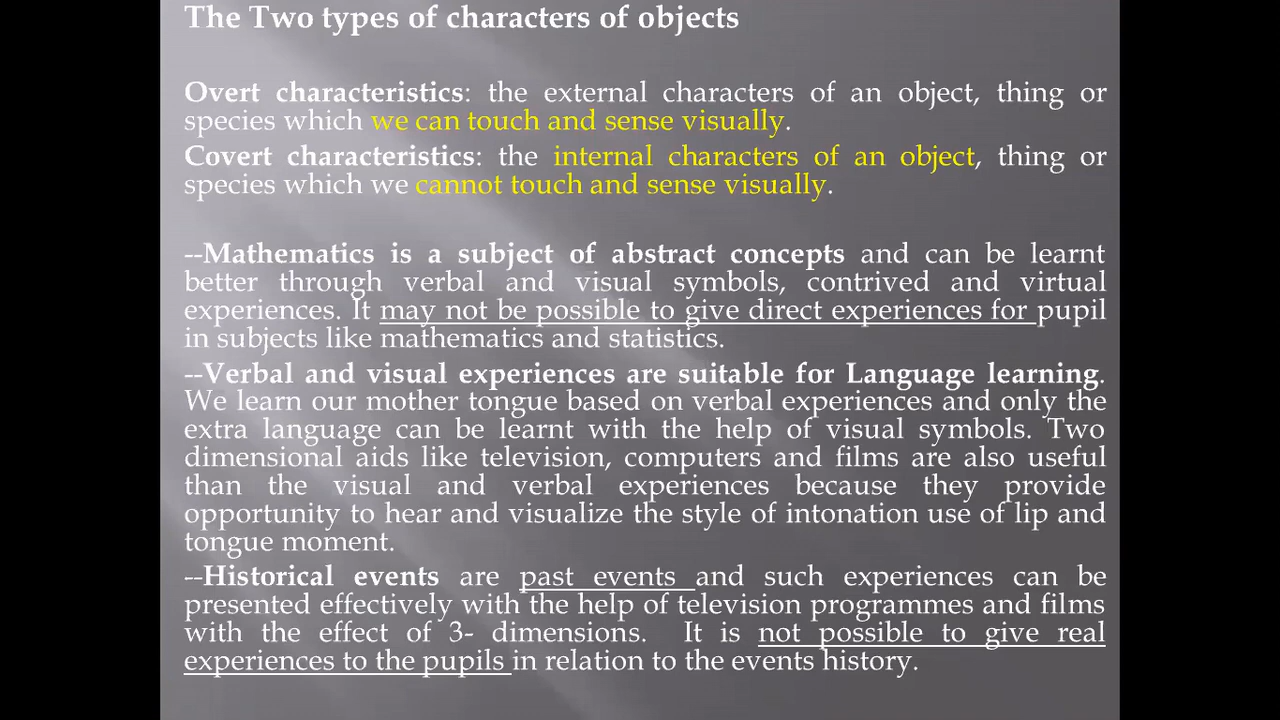 The Two types of characters of objects
Overt characteristics: the external characters of an object, thing or
species which we can touch and sense visually.
Covert characteristics: the internal characters of an object, thing or
species which we cannot touch and sense visually.
--Mathematics is a subject of abstract concepts and can be learnt
better through verbal and visual symbols, contrived and virtual
experiences. It may not be possible to give direct experiences for pupil
in subjects like mathematics and statistics.
--Verbal and visual experiences are suitable for Language learning.
We learn our mother tongue based on verbal experiences and only the
extra language can be learnt with the help of visual symbols. Two
dimensional aids like television, computers and films are also useful
than the visual and verbal experiences because they provide
opportunity to hear and visualize the style of intonation use of lip and
tongue moment.
--Historical events are past events and such experiences can be
presented effectively with the help of television programmes and films
with the effect of 3- dimensions. It is not possible to give real
experiences to the pupils in relation to the events history.